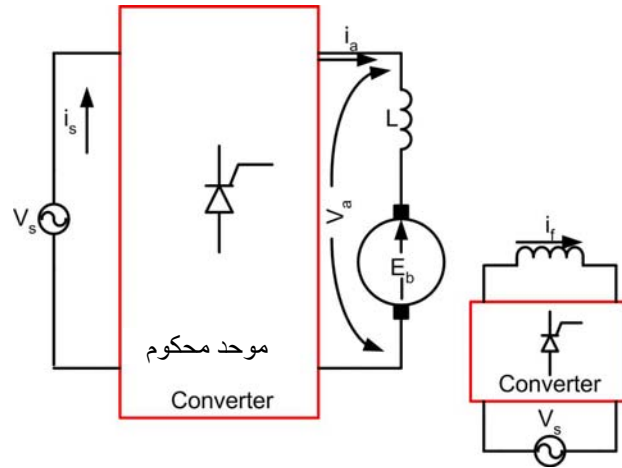 i_a
i_s
L
V_s
V_a
E_b
i_f
موحد محكوم
Converter
Converter
V_s